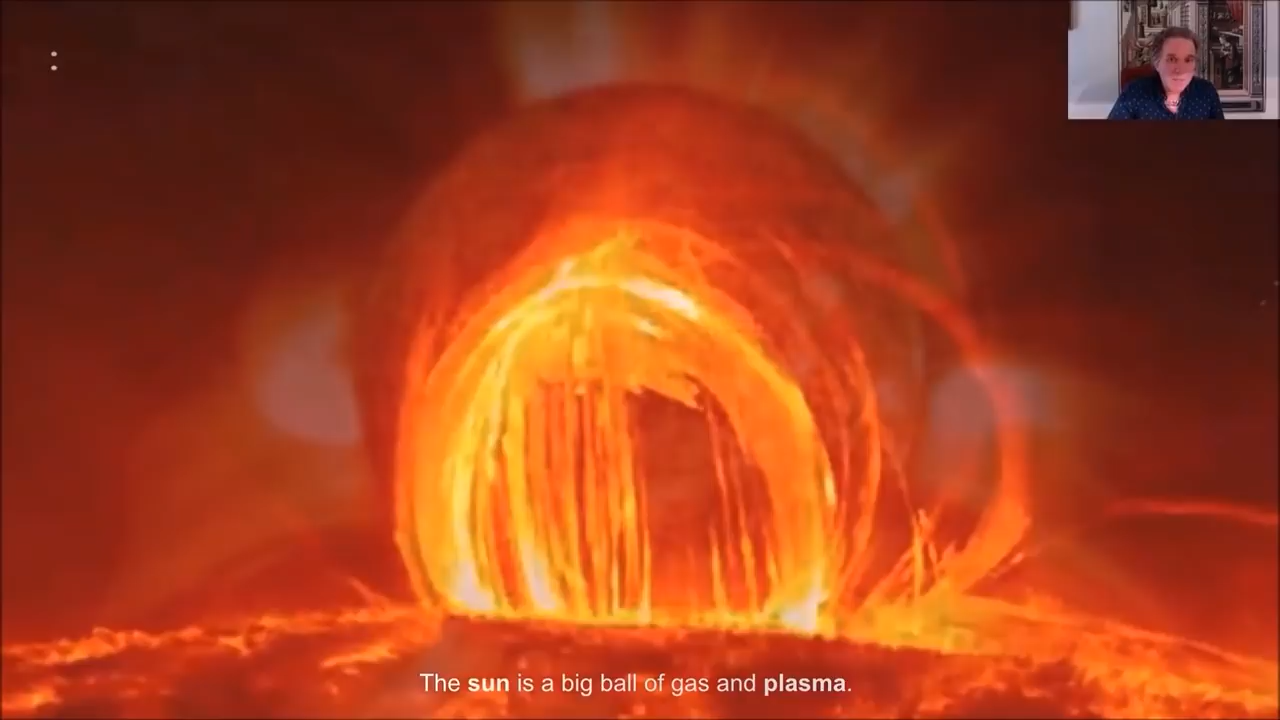 The sun is a big ball of gas and plasma.